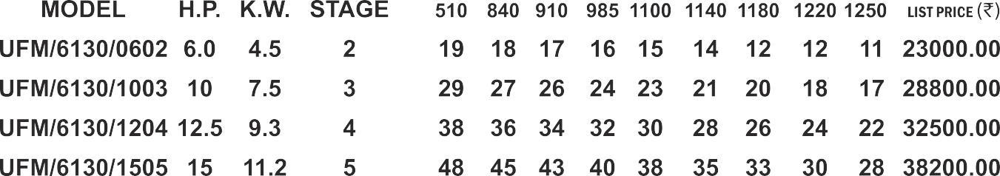 MODEL H.P. K.W. STAGE 510 840 910 985 1100 1140 1180 1220 1250 LIST PRICE (₹)
UFM/6130/0602 6.0 4.5 2 19 18 17 16 15 14 12 12 11 23000.00
UFM/6130/1003 10 7.5 3 29 27 26 24 23 21 20 18 17 28800.00
UFM/6130/1204 12.5 9.3 4 38 36 34 32 30 28 26 24 22 32500.00
UFM/6130/1505 15 11.2 5 48 45 43 40 38 35 33 30 28 38200.00